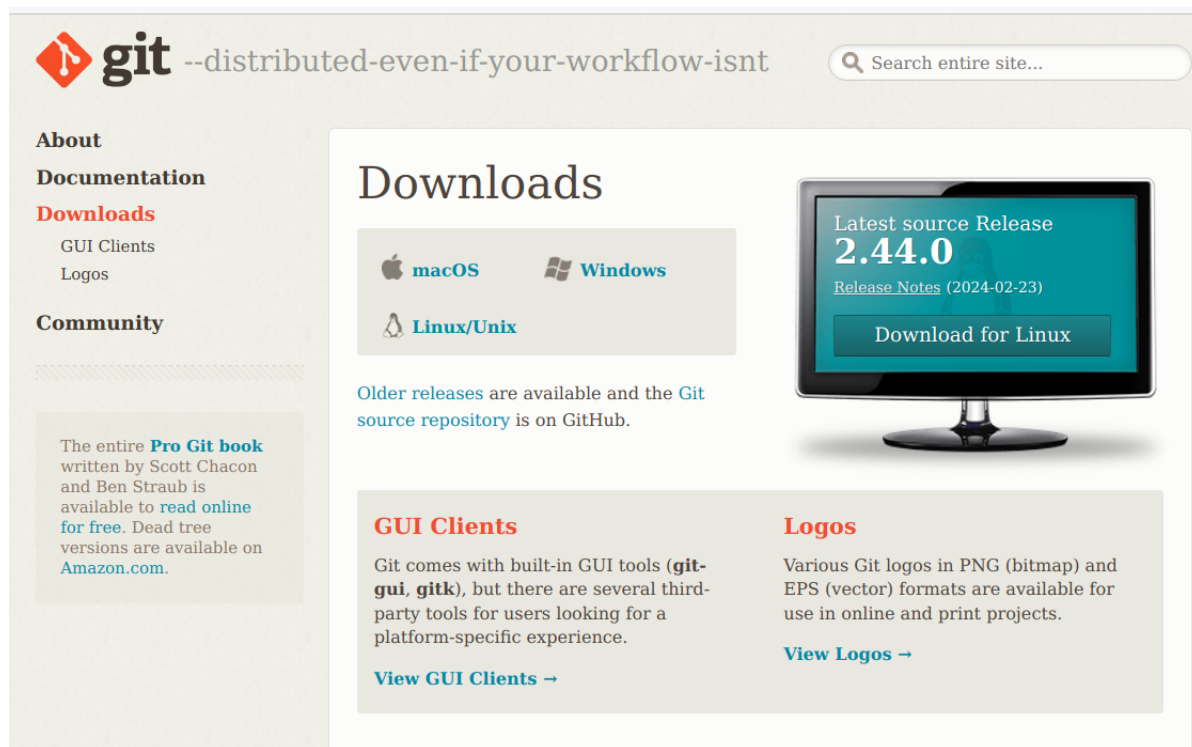 git --distributed-even-if-your-workflow-isnt
Search entire site...
About
Documentation
Downloads
GUI Clients
Logos
Community
The entire Pro Git book
written by Scott Chacon
and Ben Straub is
available to read online
for free. Dead tree
versions are available on
Amazon.com.
Downloads
macOS
Windows
Linux/Unix
Older releases are available and the Git
source repository is on GitHub.
Latest source Release
2.44.0
Release Notes (2024-02-23)
Download for Linux
GUI Clients
Git comes with built-in GUI tools (git-
gui, gitk), but there are several third-
party tools for users looking for a
platform-specific experience.
View GUI Clients →
Logos
Various Git logos in PNG (bitmap) and
EPS (vector) formats are available for
use in online and print projects.
View Logos →